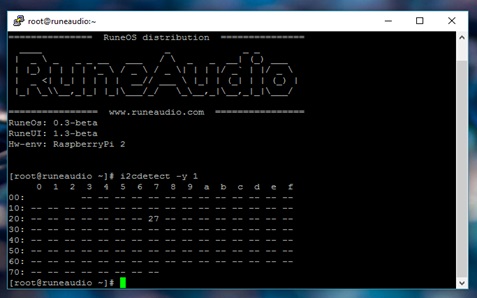 root@runeaudio:~
=============== RuneOS distribution ===============
RuneAudio
================ www.runeaudio.com ================
RuneOs: 0.3-beta
RuneUI: 1.3-beta
Hw-env: RaspberryPi 2
[root@runeaudio ~]# i2cdetect -y 1
     0  1  2  3  4  5  6  7  8  9  a  b  c  d  e  f
00:          -- -- -- -- -- -- -- -- -- -- -- -- --
10: -- -- -- -- -- -- -- -- -- -- -- -- -- -- -- --
20: -- -- -- -- -- -- -- 27 -- -- -- -- -- -- -- --
30: -- -- -- -- -- -- -- -- -- -- -- -- -- -- -- --
40: -- -- -- -- -- -- -- -- -- -- -- -- -- -- -- --
50: -- -- -- -- -- -- -- -- -- -- -- -- -- -- -- --
60: -- -- -- -- -- -- -- -- -- -- -- -- -- -- -- --
70: -- -- -- -- -- -- -- --
[root@runeaudio ~]#